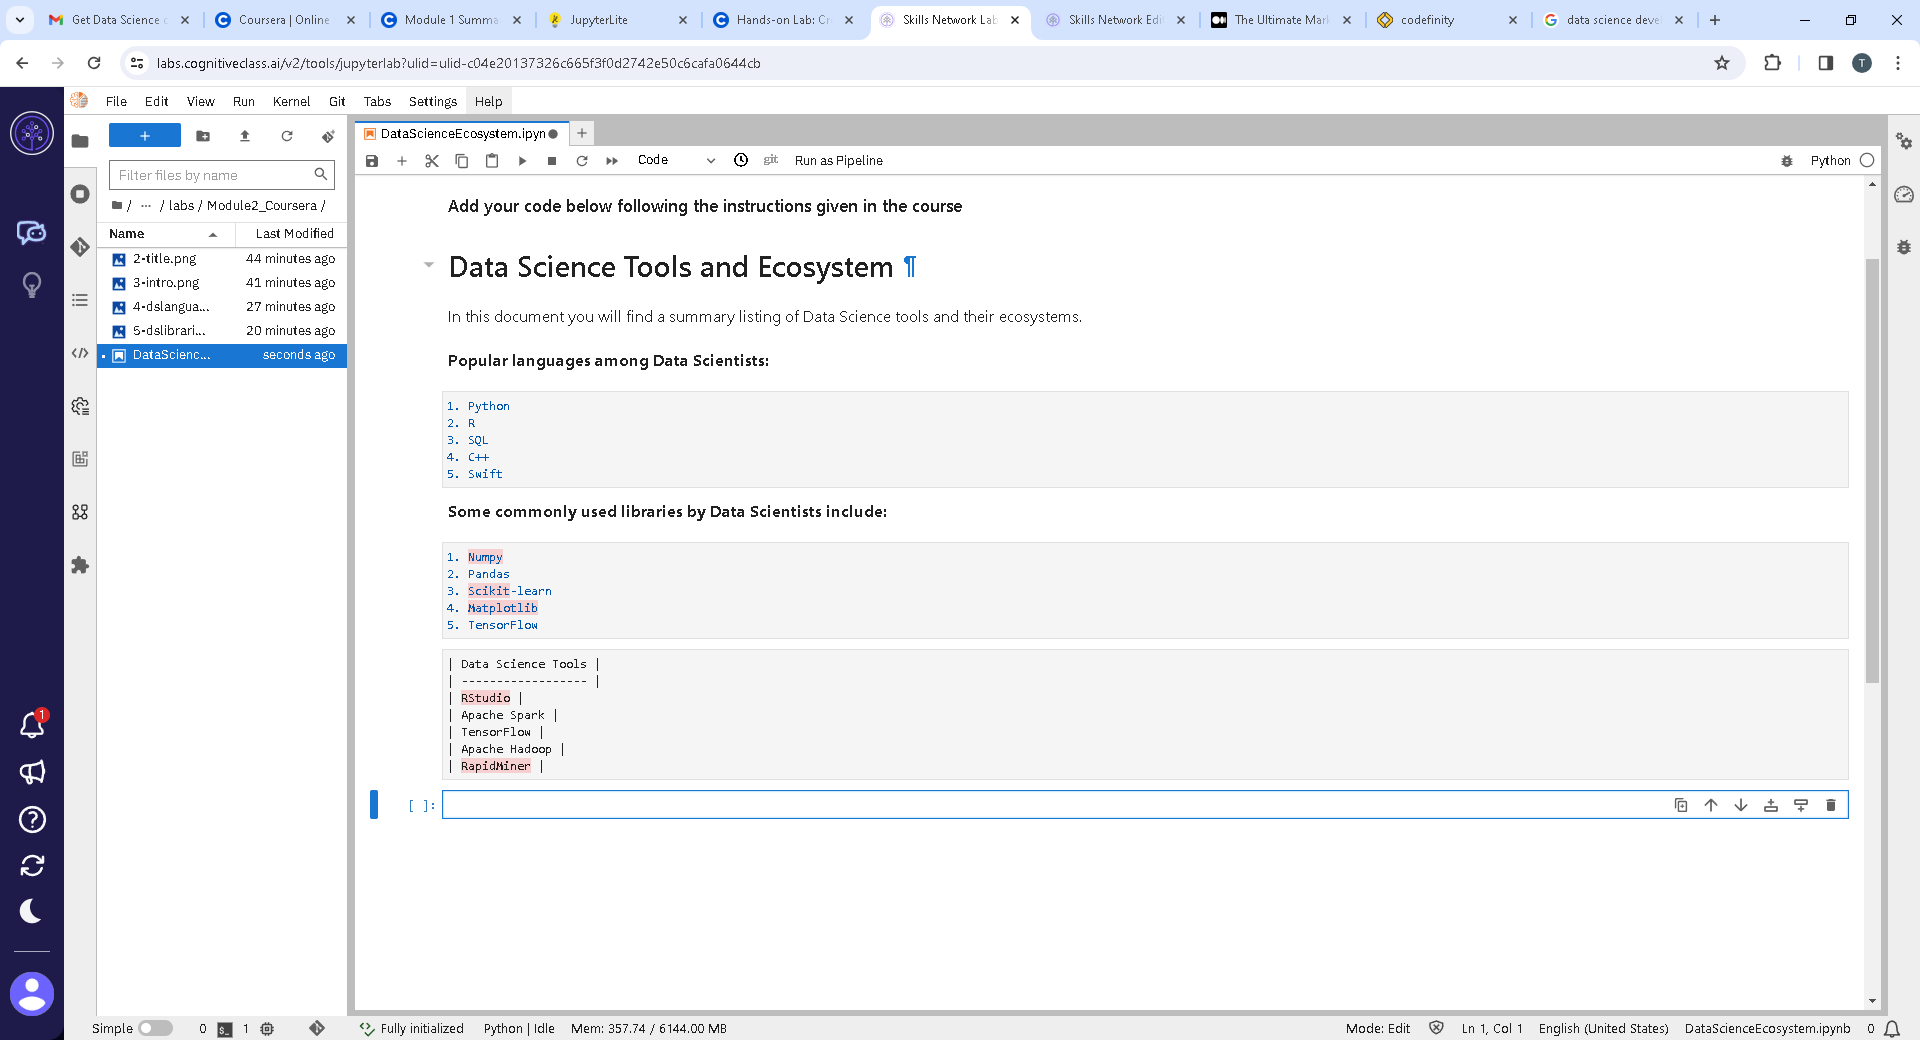 Get Data Science c
Coursera | Online
Module 1 Summa
JupyterLite
Hands-on Lab: Cr
Skills Network Lab
Skills Network Edi
The Ultimate Mar
codefinity
data science deve
labs.cognitiveclass.ai/v2/tools/jupyterlab?ulid=ulid-c04e20137326c665f3f0d2742e50c6cafa0644cb
T
File Edit View Run Kernel Git Tabs Settings Help
DataScienceEcosystem.ipyn
Filter files by name
Code
git
Run as Pipeline
Python
/ ... / labs / Module2_Coursera /
Name Last Modified
2-title.png 44 minutes ago
3-intro.png 41 minutes ago
4-dslangua... 27 minutes ago
5-dslibrari... 20 minutes ago
DataScienc... seconds ago
Add your code below following the instructions given in the course
Data Science Tools and Ecosystem ¶
In this document you will find a summary listing of Data Science tools and their ecosystems.
Popular languages among Data Scientists:
1. Python
2. R
3. SQL
4. C++
5. Swift
Some commonly used libraries by Data Scientists include:
1. Numpy
2. Pandas
3. Scikit-learn
4. Matplotlib
5. TensorFlow
| Data Science Tools |
| ------------------ |
| RStudio |
| Apache Spark |
| TensorFlow |
| Apache Hadoop |
| RapidMiner |
[ ]:
1
Simple 0 1 Fully initialized Python | Idle Mem: 357.74 / 6144.00 MB Mode: Edit Ln 1, Col 1 English (United States) DataScienceEcosystem.ipynb 0